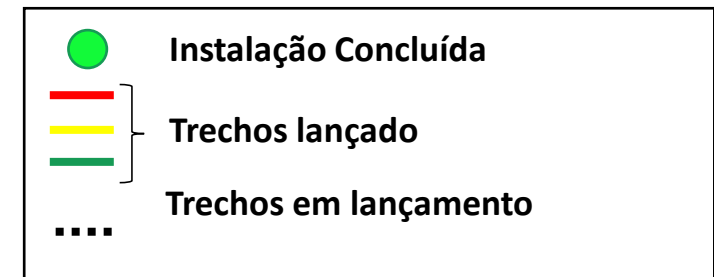 Instalação Concluída
Trechos lançado
Trechos em lançamento